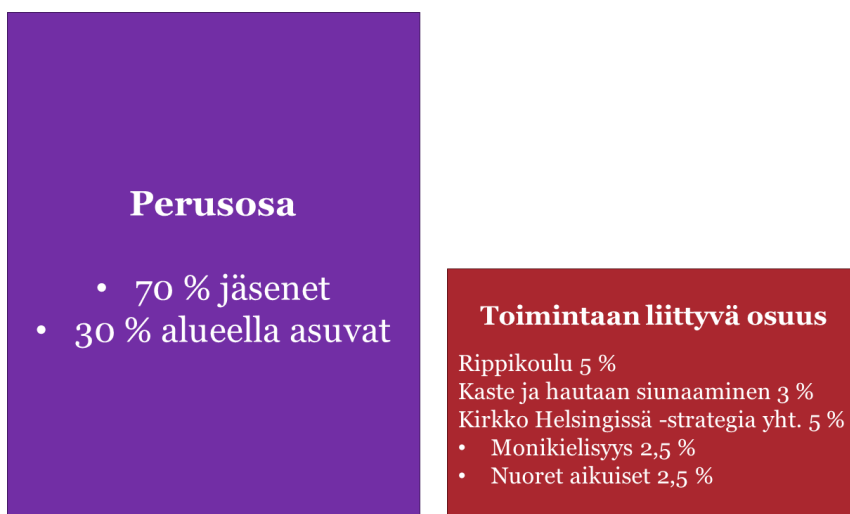 Perusosa
• 70 % jäsenet
• 30 % alueella asuvat
Toimintaan liittyvä osuus
Rippikoulu 5 %
Kaste ja hautaan siunaaminen 3 %
Kirkko Helsingissä -strategia yht. 5 %
• Monikielisyys 2,5 %
• Nuoret aikuiset 2,5 %